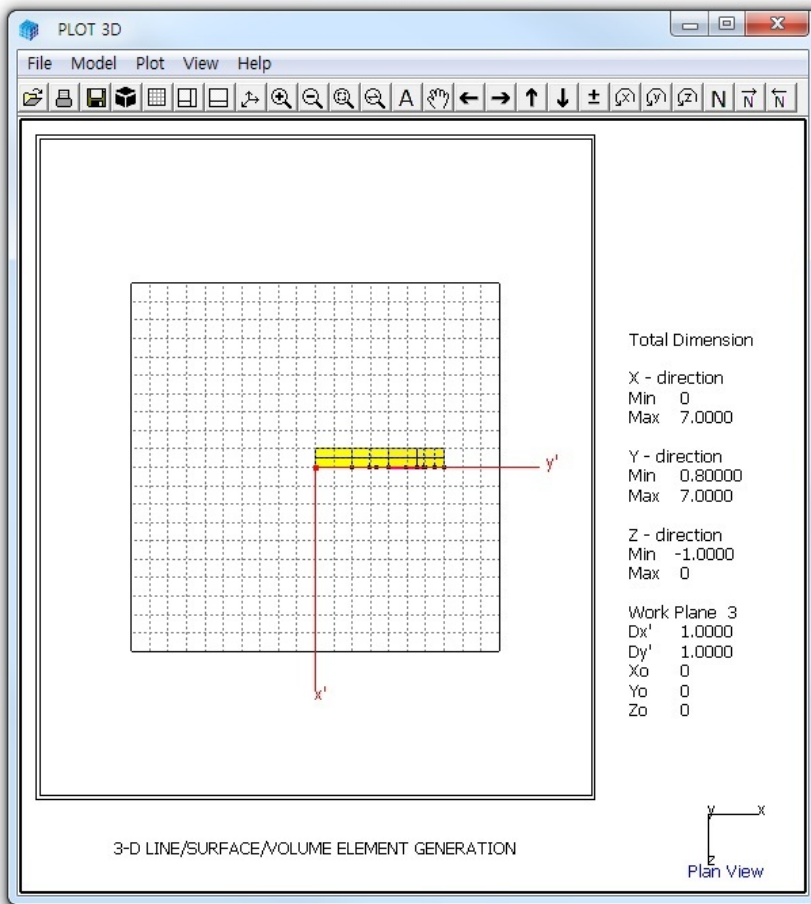 PLOT 3D
File Model Plot View Help
A x y z N N N
y'
x'
Total Dimension
X - direction
Min 0
Max 7.0000
Y - direction
Min 0.80000
Max 7.0000
Z - direction
Min -1.0000
Max 0
Work Plane 3
Dx' 1.0000
Dy' 1.0000
Xo 0
Yo 0
Zo 0
y x
z
Plan View
3-D LINE/SURFACE/VOLUME ELEMENT GENERATION